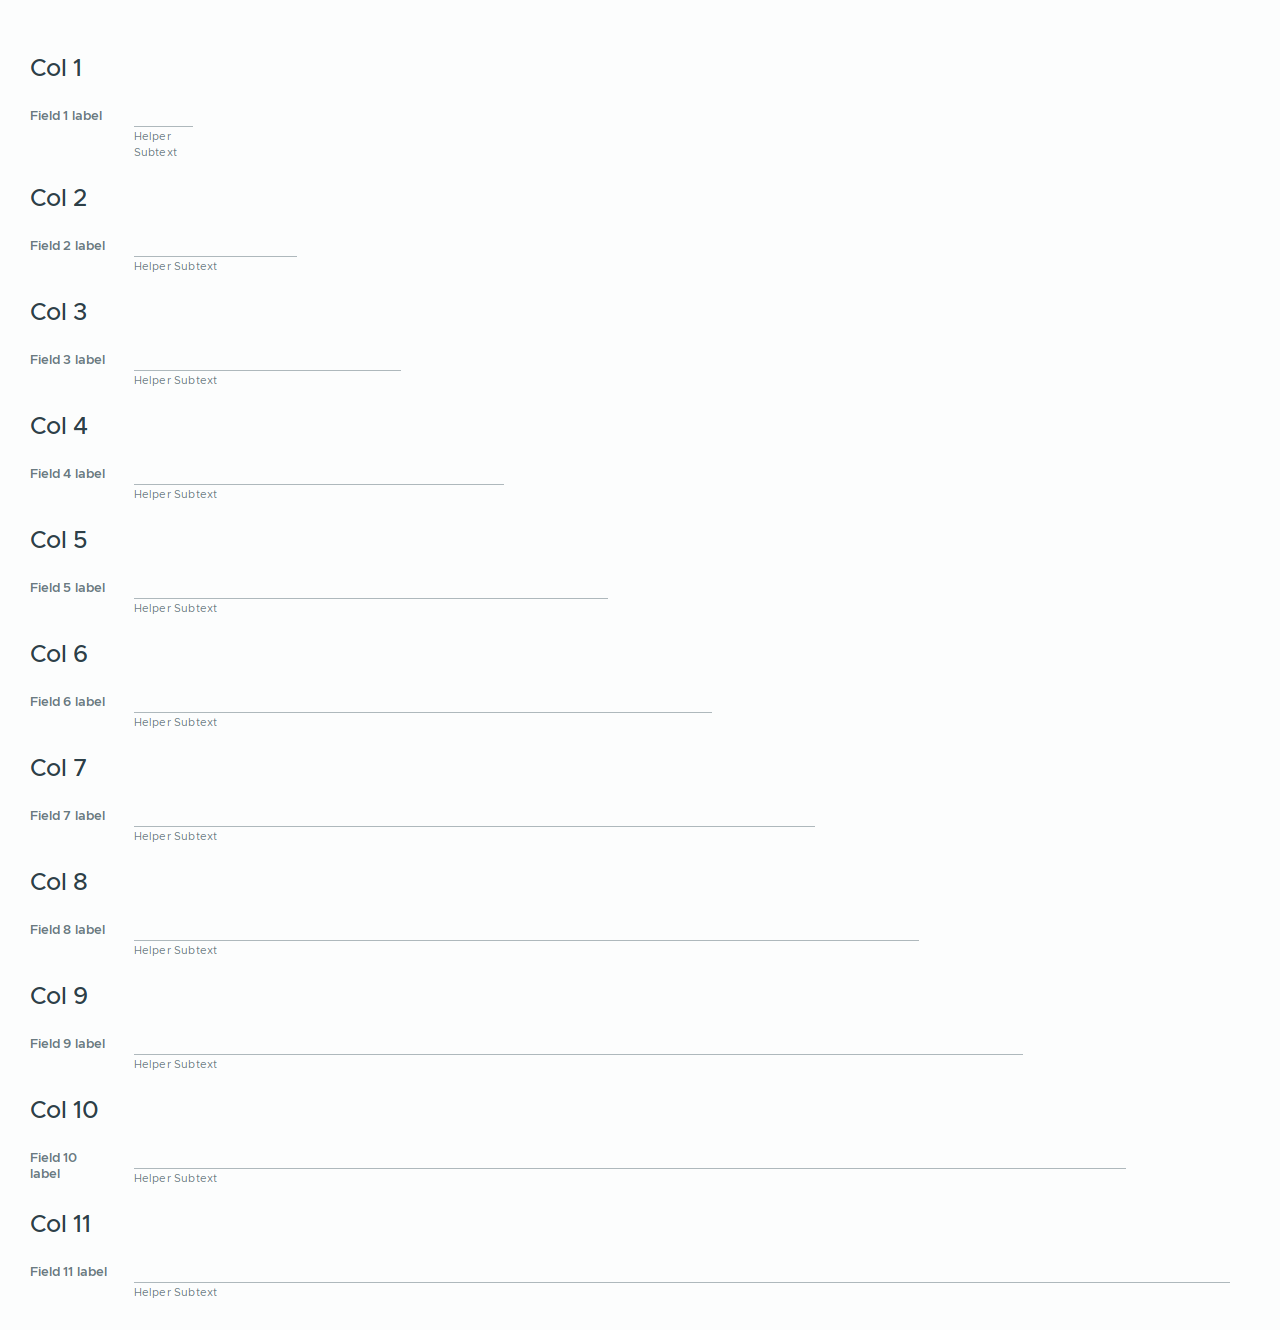 Col 1
Field 1 label
Helper
Subtext
Col 2
Field 2 label
Helper Subtext
Col 3
Field 3 label
Helper Subtext
Col 4
Field 4 label
Helper Subtext
Col 5
Field 5 label
Helper Subtext
Col 6
Field 6 label
Helper Subtext
Col 7
Field 7 label
Helper Subtext
Col 8
Field 8 label
Helper Subtext
Col 9
Field 9 label
Helper Subtext
Col 10
Field 10
label
Helper Subtext
Col 11
Field 11 label
Helper Subtext